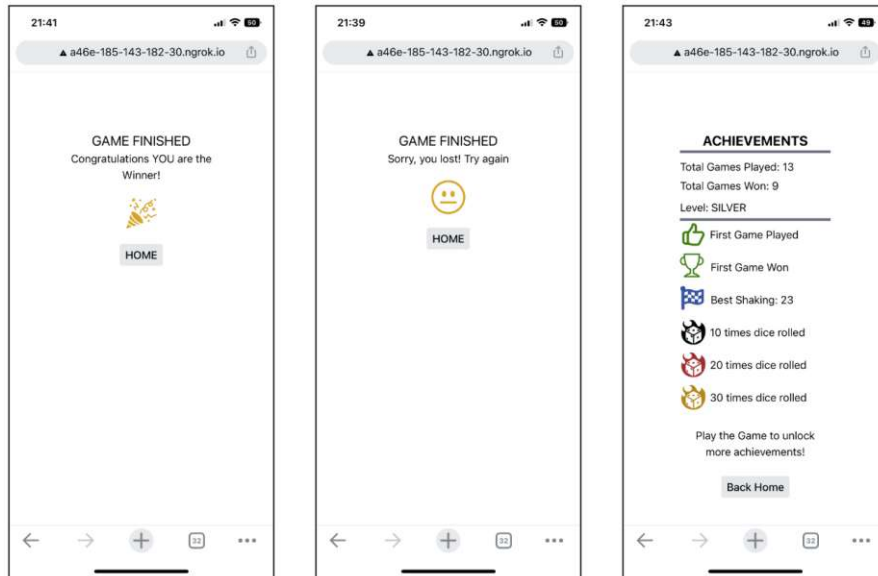 21:41
50
a46e-185-143-182-30.ngrok.io
GAME FINISHED
Congratulations YOU are the
Winner!
HOME
32
21:39
50
a46e-185-143-182-30.ngrok.io
GAME FINISHED
Sorry, you lost! Try again
HOME
32
21:43
49
a46e-185-143-182-30.ngrok.io
ACHIEVEMENTS
Total Games Played: 13
Total Games Won: 9
Level: SILVER
First Game Played
First Game Won
Best Shaking: 23
10 times dice rolled
20 times dice rolled
30 times dice rolled
Play the Game to unlock
more achievements!
Back Home
32